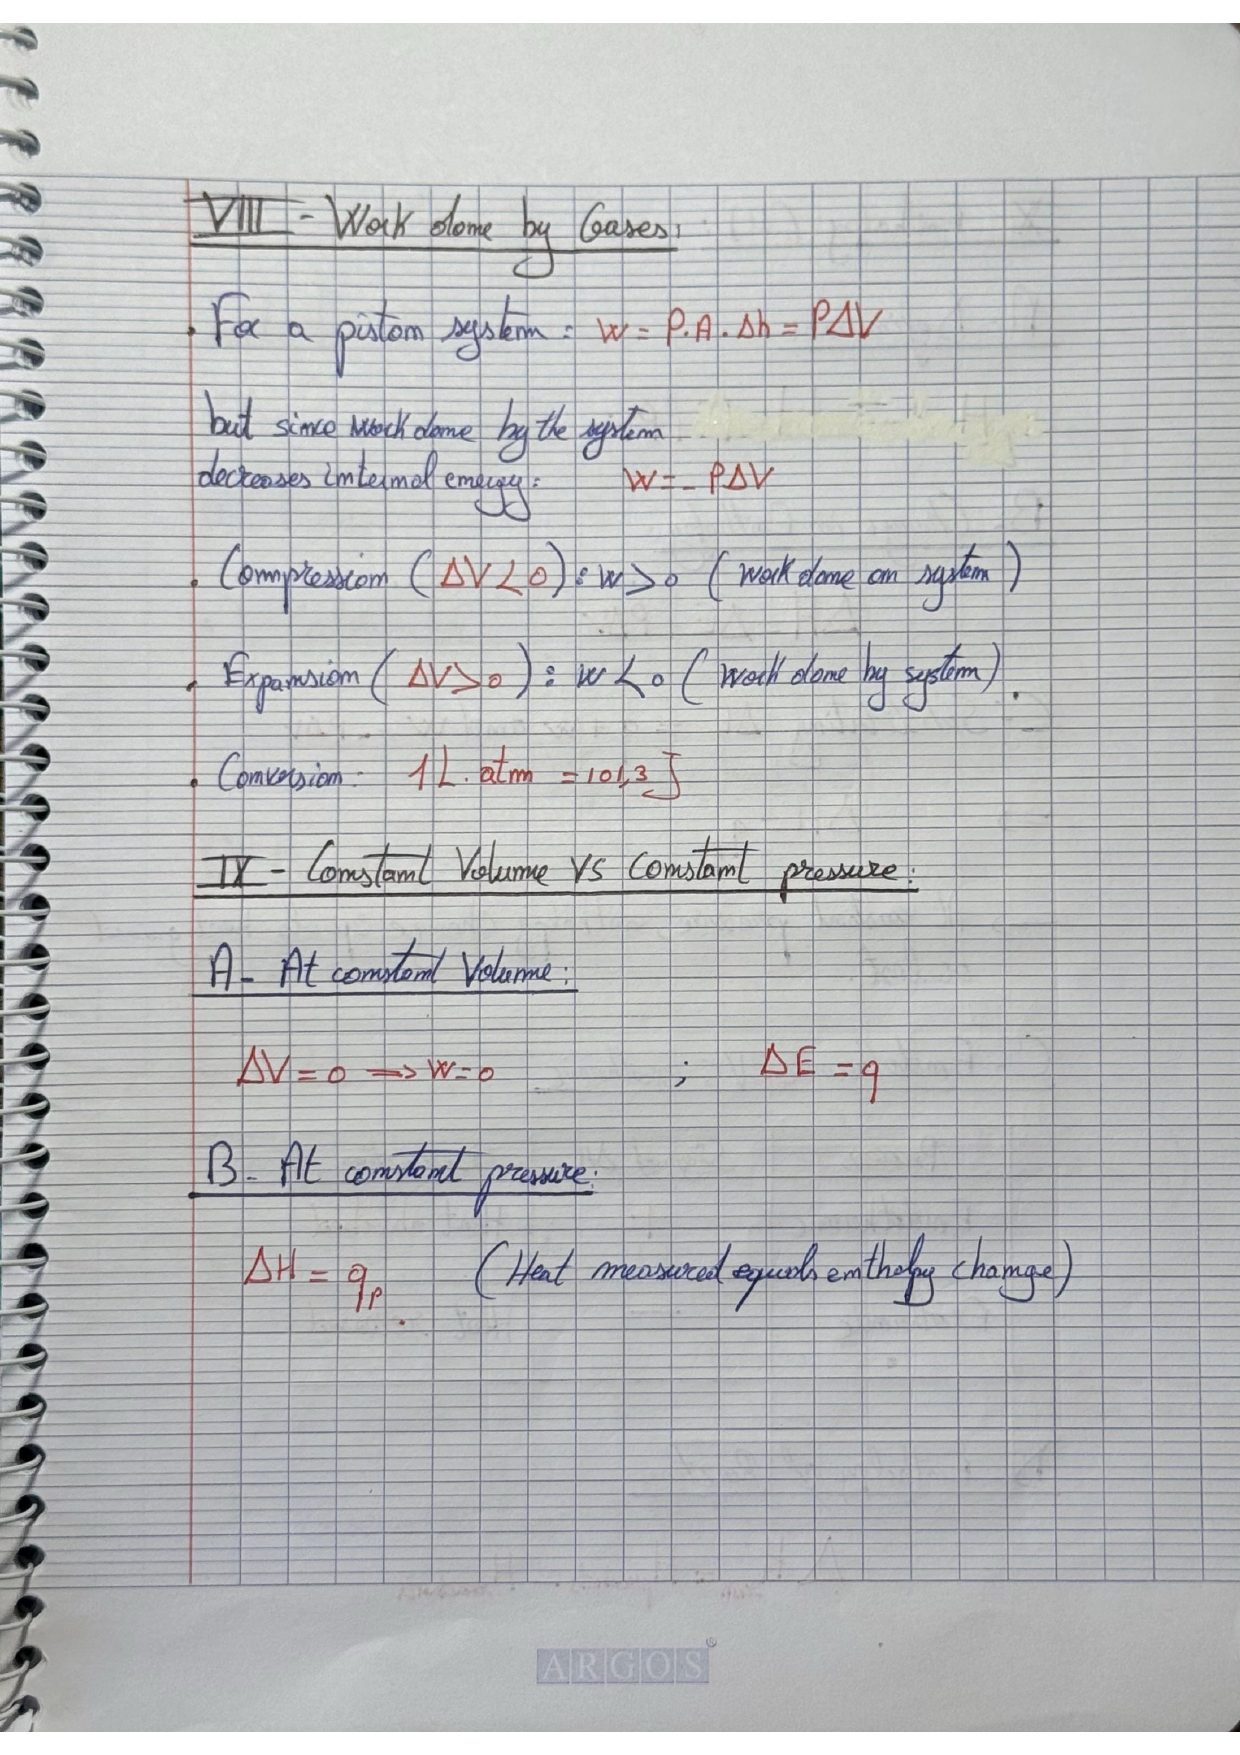 VIII - Work done by Gases:
. For a piston system: W = P.A.Δh = PΔV
but since work done by the system
decreases internal energy: W = - PΔV
. Compression (ΔV < 0): W > 0 (work done on system)
. Expansion (ΔV > 0): W < 0 (work done by system).
. Conversion: 1 L.atm = 101,3 J
IX - Constant Volume VS Constant pressure:
A - At constant Volume:
ΔV = 0 => W = 0 ; ΔE = q
B - At constant pressure:
ΔH = qp. (Heat measured equals enthalpy change)
ARGOS